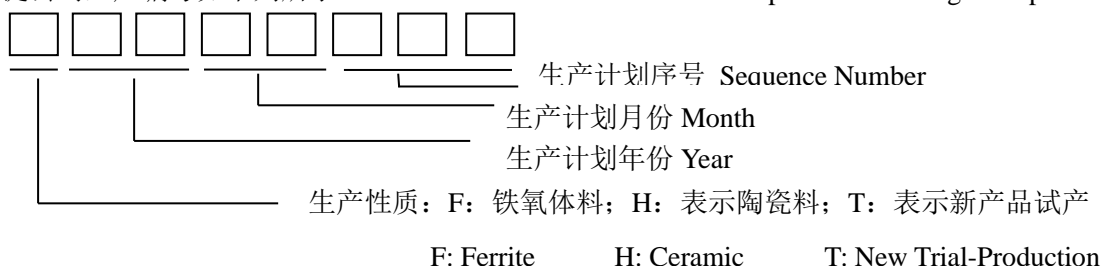 生产计划序号 Sequence Number
生产计划月份 Month
生产计划年份 Year
生产性质：F：铁氧体料；H：表示陶瓷料；T：表示新产品试产
F: Ferrite H: Ceramic T: New Trial-Production